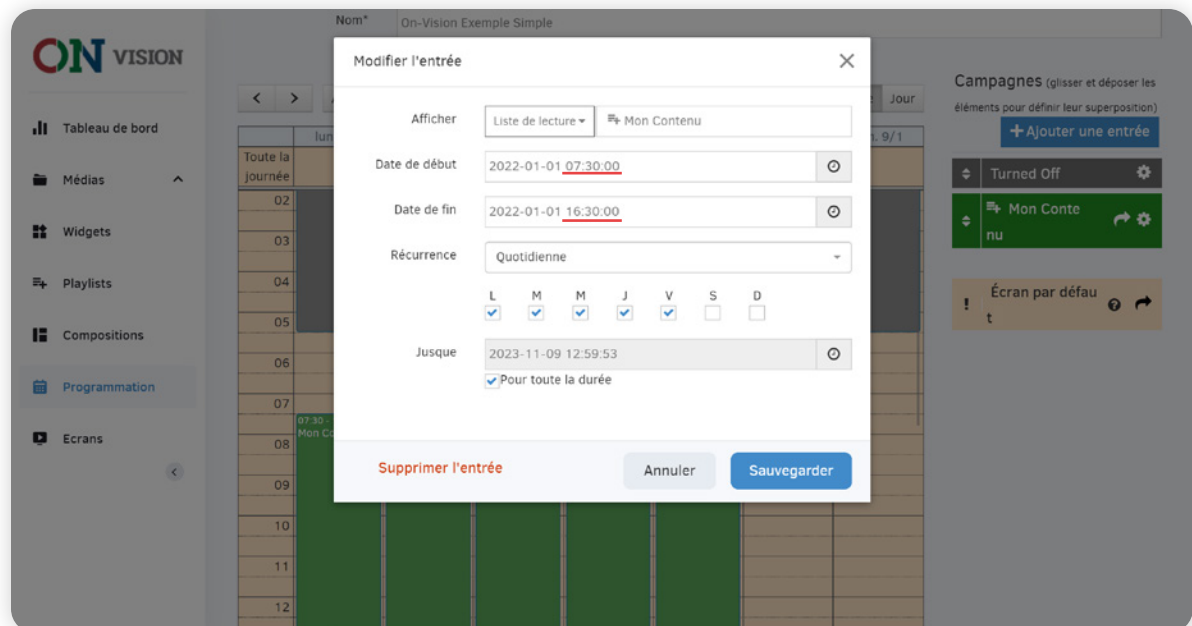 Nom* On-Vision Exemple Simple
ON VISION
Tableau de bord
Médias
Widgets
Playlists
Compositions
Programmation
Ecrans
lun
Toute la
journée
02
03
04
05
06
07
08
09
10
11
12
07:30 -
Mon Co
Jour
. 9/1
Modifier l'entrée
Afficher Liste de lecture Mon Contenu
Date de début 2022-01-01 07:30:00
Date de fin 2022-01-01 16:30:00
Récurrence Quotidienne
L M M J V S D
Jusque 2023-11-09 12:59:53
Pour toute la durée
Supprimer l'entrée Annuler Sauvegarder
Campagnes (glisser et déposer les
éléments pour définir leur superposition)
+ Ajouter une entrée
Turned Off
Mon Conte
nu
! Écran par défau
t